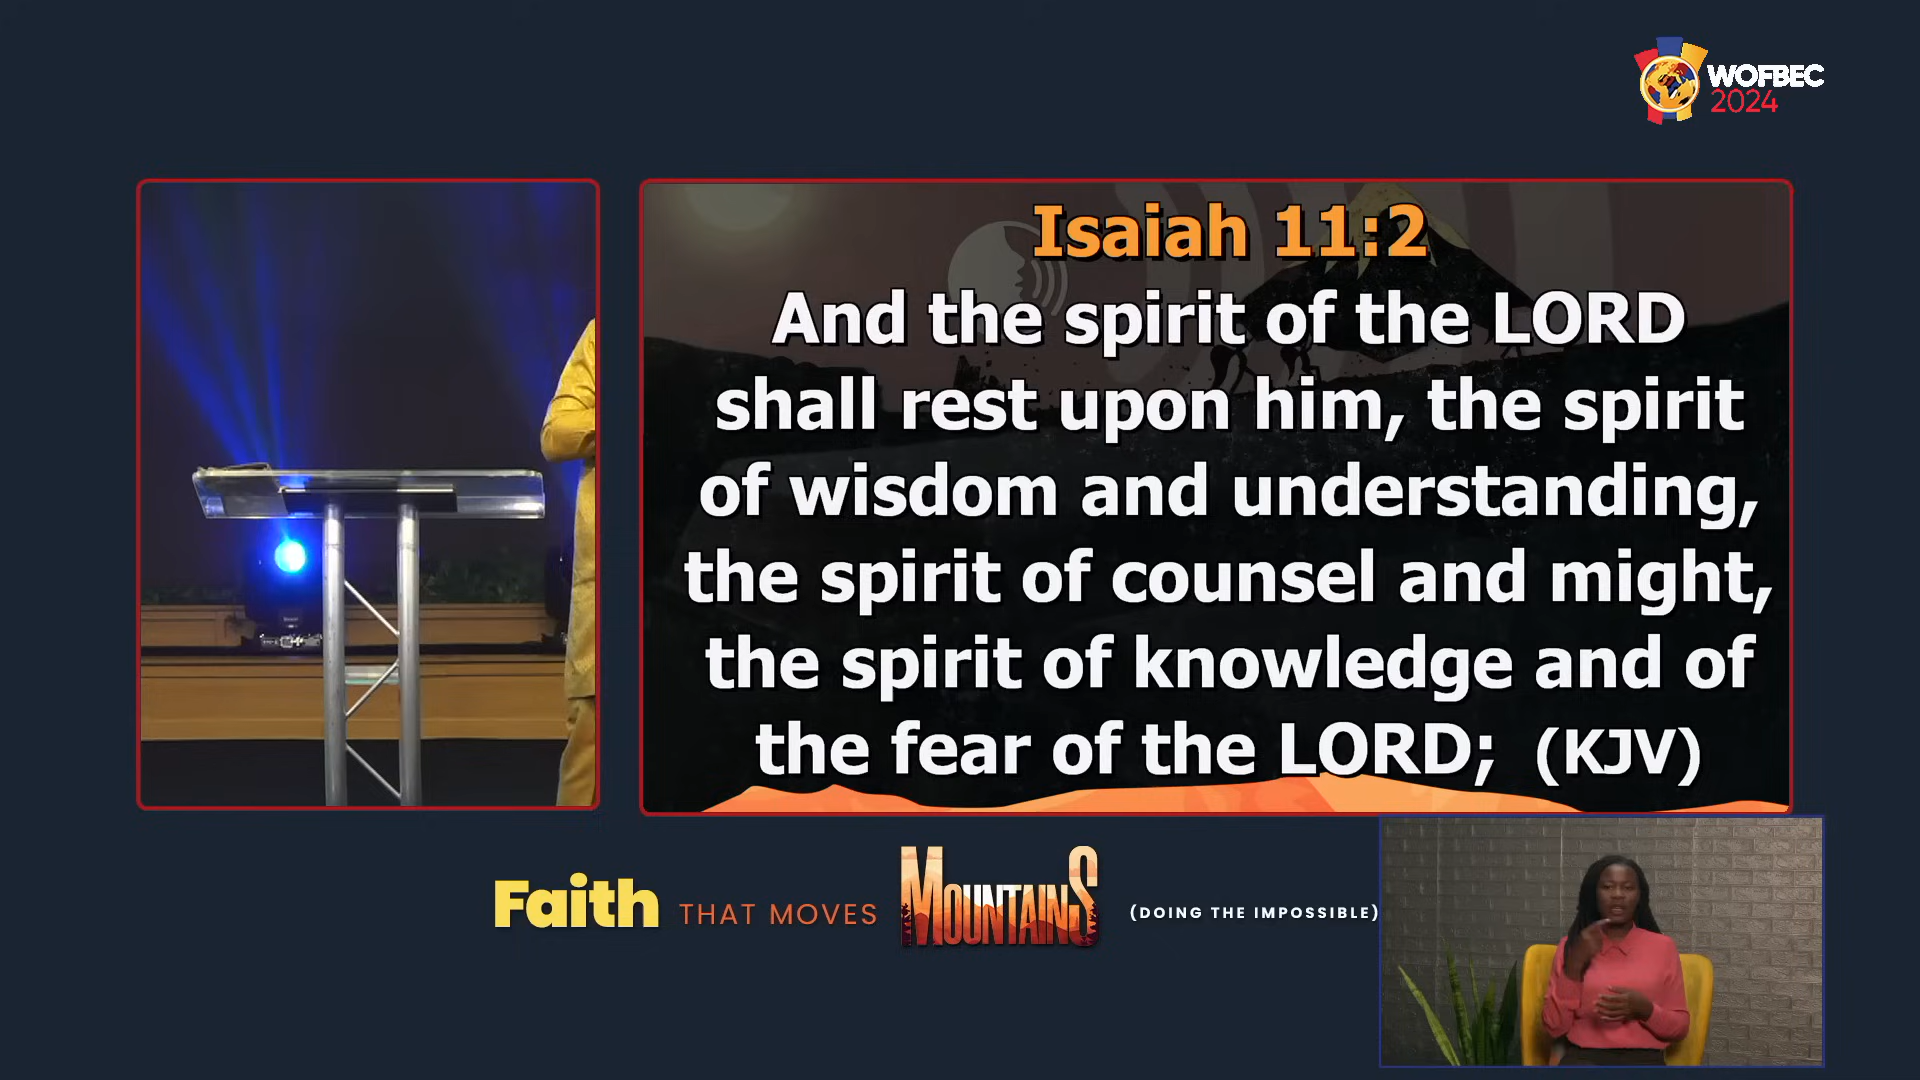 WOFBEC
2024
Isaiah 11:2
And the spirit of the LORD
shall rest upon him, the spirit
of wisdom and understanding,
the spirit of counsel and might,
the spirit of knowledge and of
the fear of the LORD; (KJV)
Faith THAT MOVES MOUNTAINS (DOING THE IMPOSSIBLE)